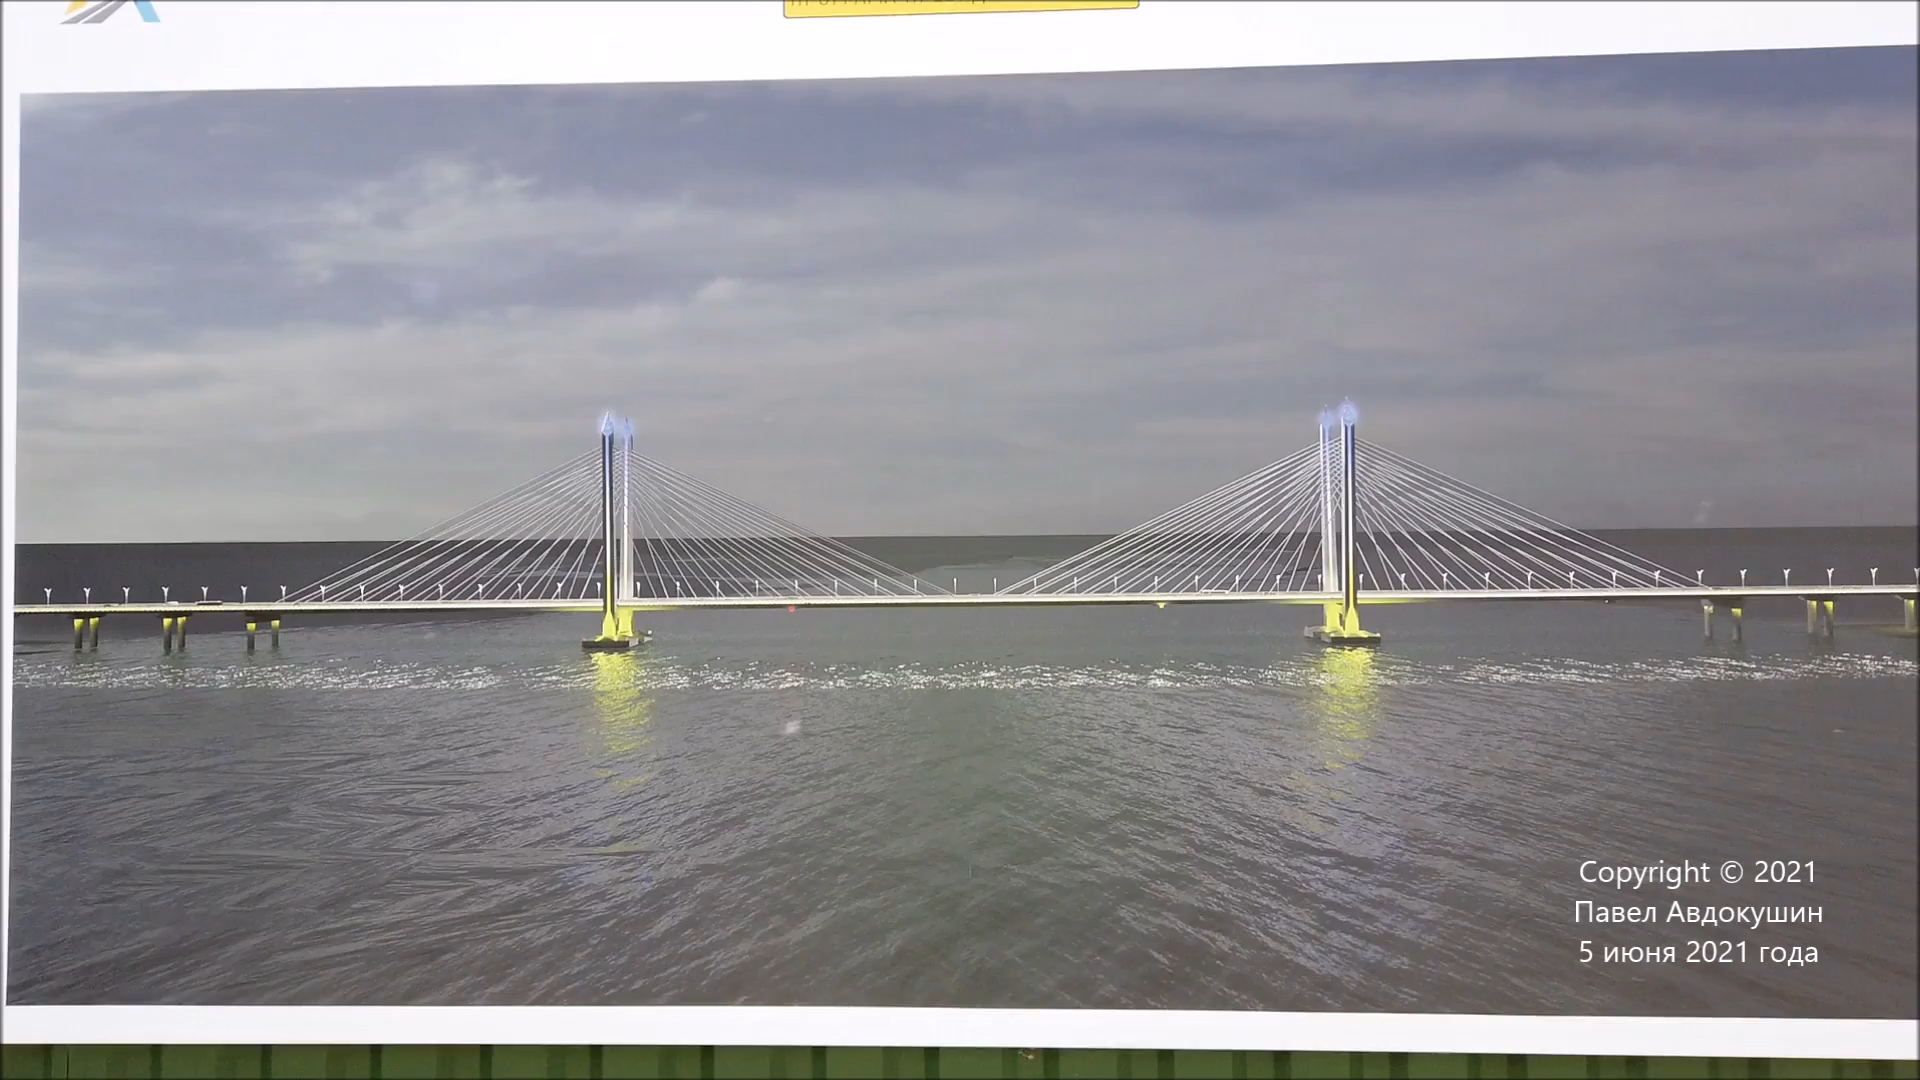 Copyright © 2021
Павел Авдокушин
5 июня 2021 года